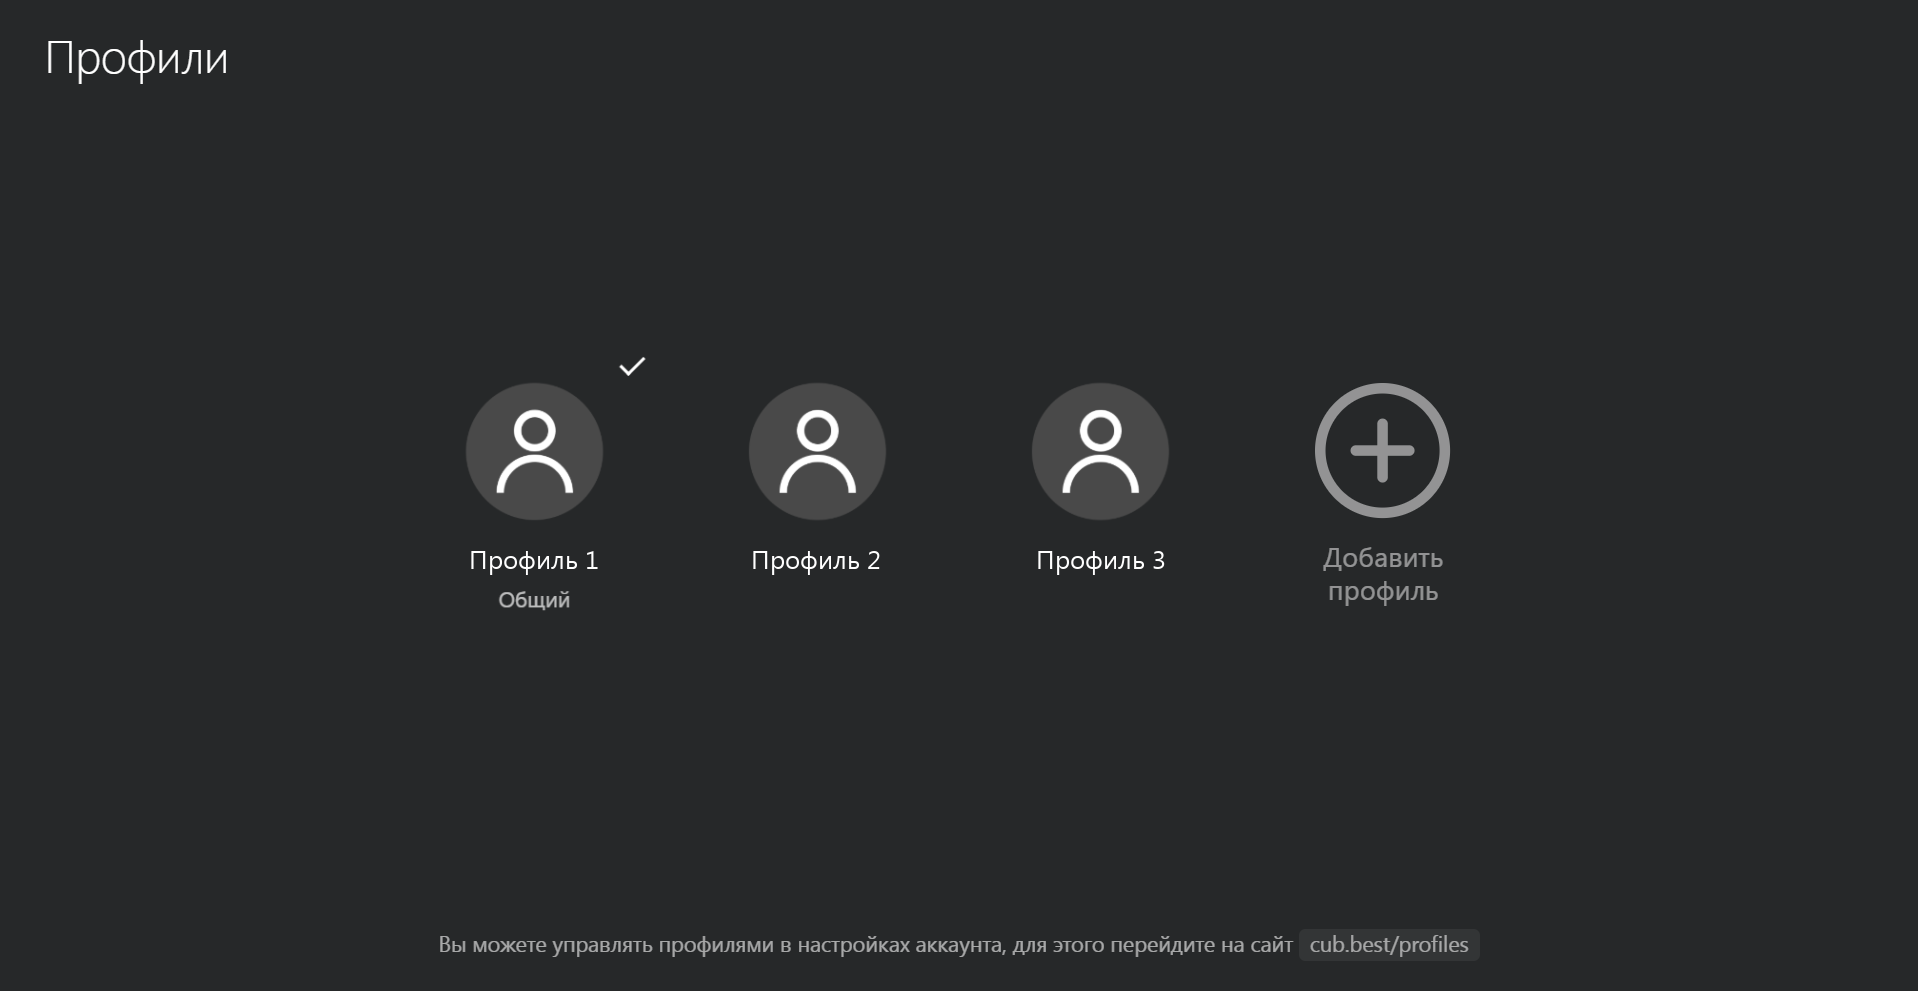 Профили
Профиль 1
Общий
Профиль 2
Профиль 3
Добавить
профиль
Вы можете управлять профилями в настройках аккаунта, для этого перейдите на сайт cub.best/profiles